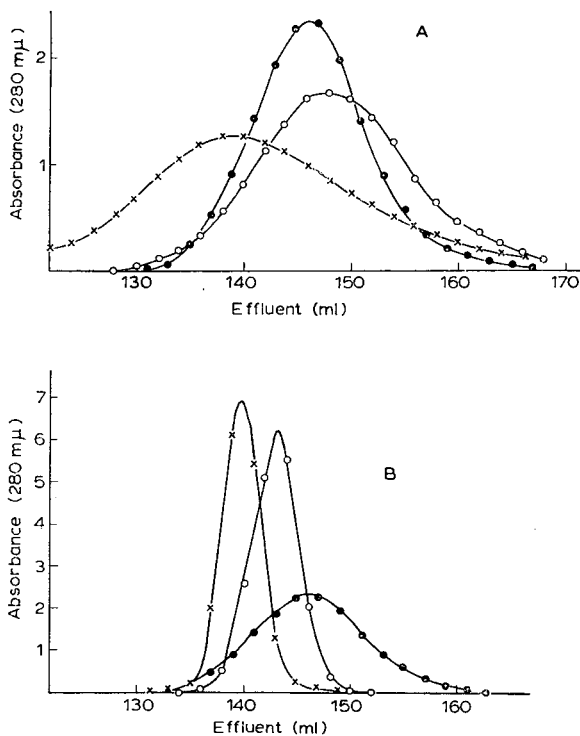 A
Absorbance (280 mμ)
2
1
130 140 150 160 170
Effluent (ml)
B
Absorbance (280 mμ)
7
6
5
4
3
2
1
130 140 150 160
Effluent (ml)